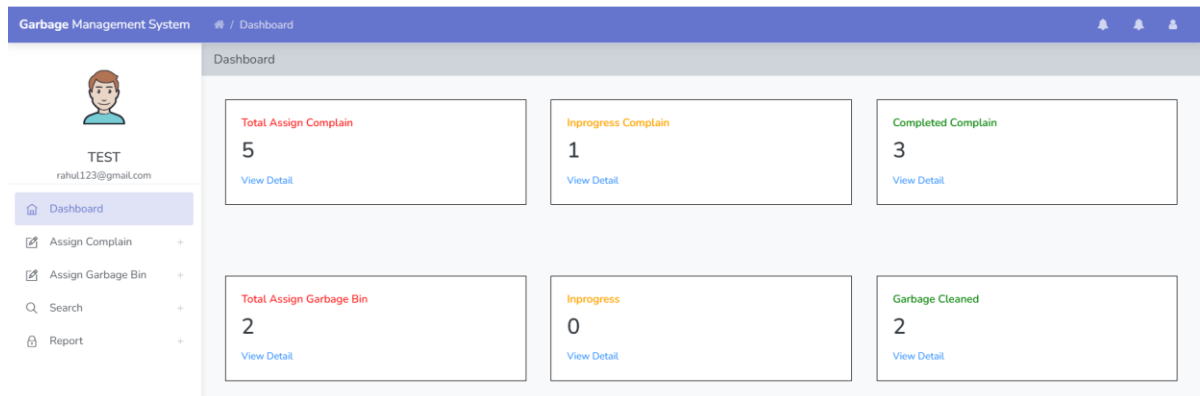 Garbage Management System / Dashboard
Dashboard
TEST
rahul123@gmail.com
Dashboard
Assign Complain +
Assign Garbage Bin +
Search +
Report +
Total Assign Complain
5
View Detail
Inprogress Complain
1
View Detail
Completed Complain
3
View Detail
Total Assign Garbage Bin
2
View Detail
Inprogress
0
View Detail
Garbage Cleaned
2
View Detail